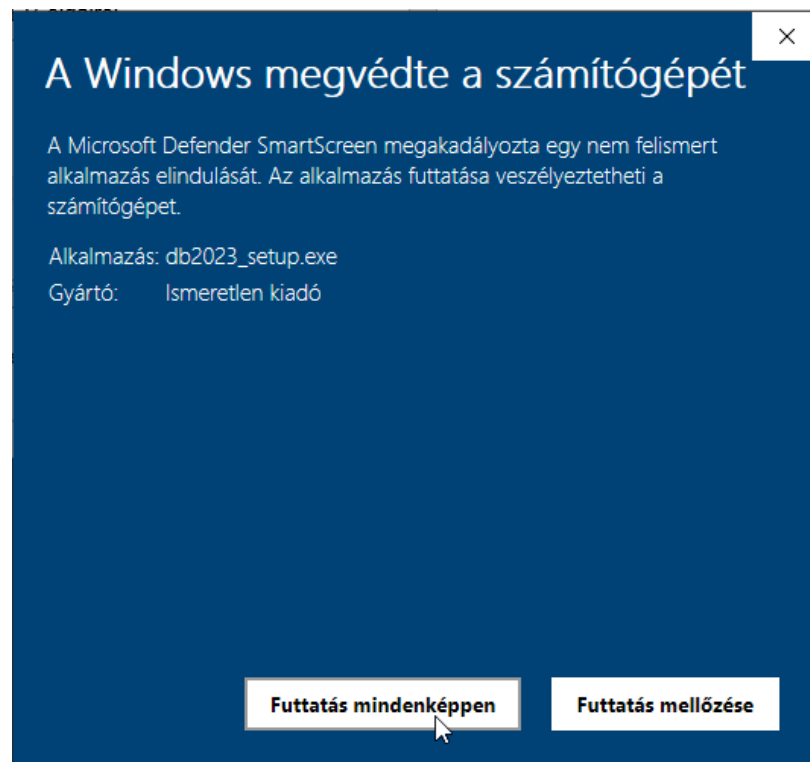 A Windows megvédte a számítógépét
A Microsoft Defender SmartScreen megakadályozta egy nem felismert
alkalmazás elindulását. Az alkalmazás futtatása veszélyeztetheti a
számítógépet.
Alkalmazás: db2023_setup.exe
Gyártó: Ismeretlen kiadó
Futtatás mindenképpen Futtatás mellőzése